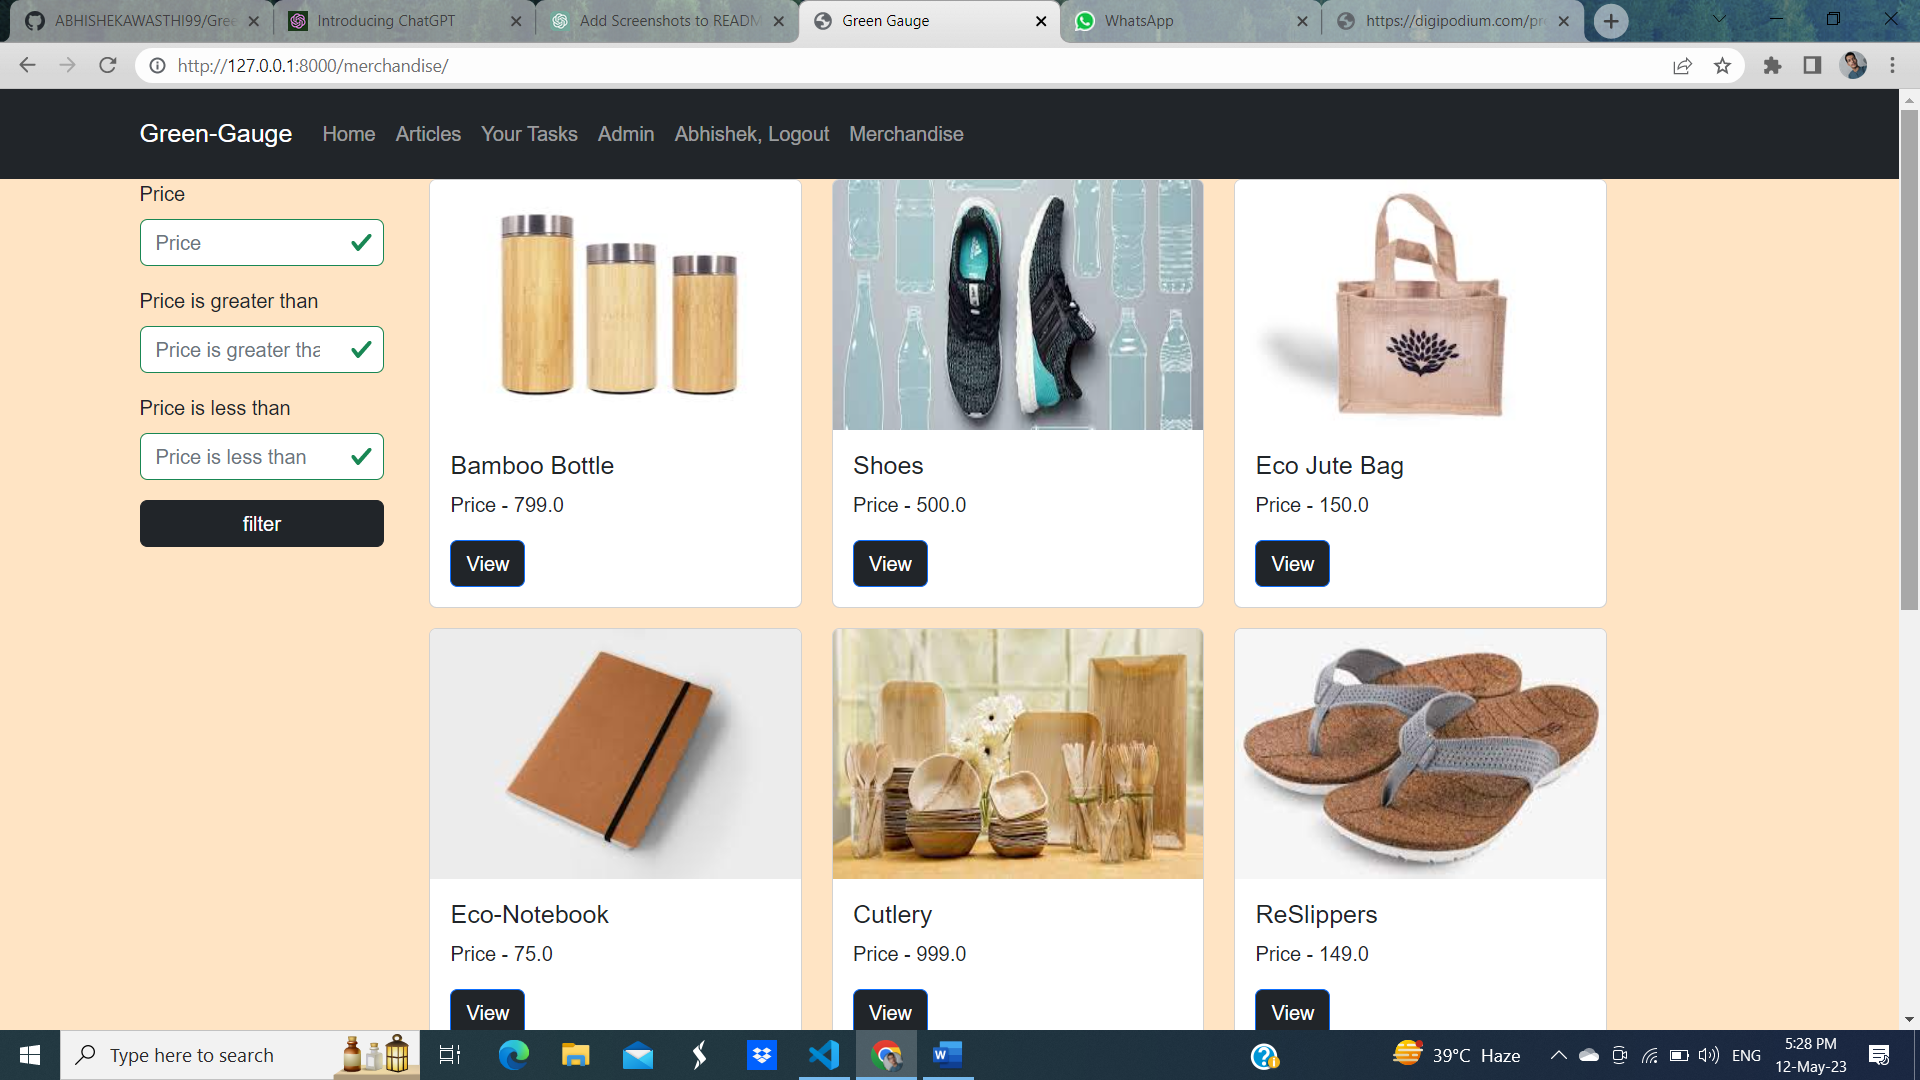 ABHISHEKAWASTHI99/Gree
Introducing ChatGPT
Add Screenshots to READM
Green Gauge
WhatsApp
https://digipodium.com/pr
http://127.0.0.1:8000/merchandise/
Green-Gauge Home Articles Your Tasks Admin Abhishek, Logout Merchandise
Price
Price
Price is greater than
Price is greater tha
Price is less than
Price is less than
filter
Bamboo Bottle
Price - 799.0
View
Shoes
Price - 500.0
View
Eco Jute Bag
Price - 150.0
View
Eco-Notebook
Price - 75.0
View
Cutlery
Price - 999.0
View
ReSlippers
Price - 149.0
View
Type here to search
39°C Haze
ENG
5:28 PM
12-May-23